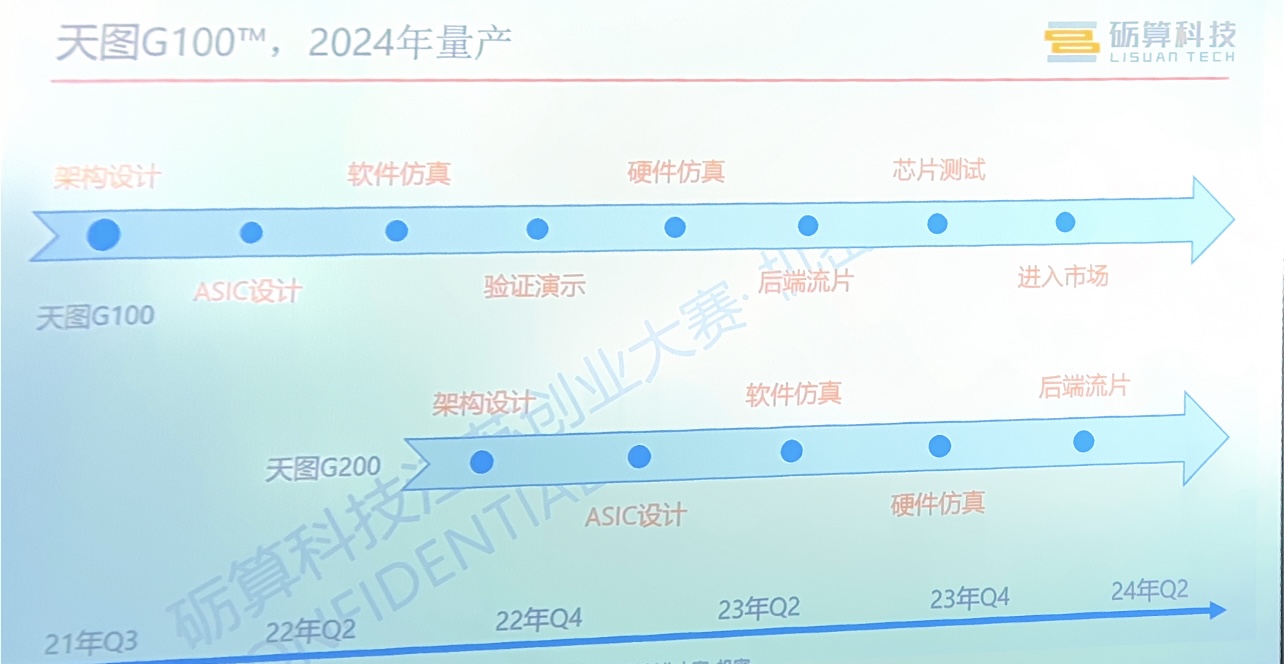 天图G100™，2024年量产
砺算科技
LISUAN TECH
架构设计
软件仿真
硬件仿真
芯片测试
ASIC设计
验证演示
后端流片
进入市场
天图G100
架构设计
软件仿真
后端流片
天图G200
ASIC设计
硬件仿真
砺算科技
创业大赛·
CONFIDENTIAL
21年Q3
22年Q2
22年Q4
23年Q2
23年Q4
24年Q2